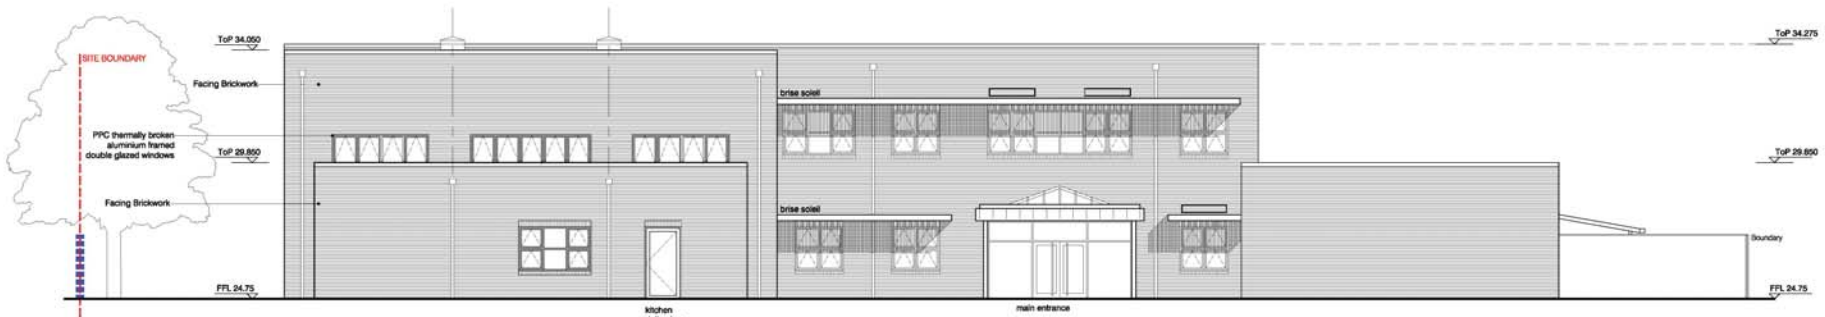 ToP 34.050
ToP 34.275
SITE BOUNDARY
Facing Brickwork
brise soleil
PPC thermally broken
aluminium framed
double glazed windows
ToP 29.850
ToP 29.850
Facing Brickwork
brise soleil
Boundary
FFL 24.75
FFL 24.75
kitchen
main entrance